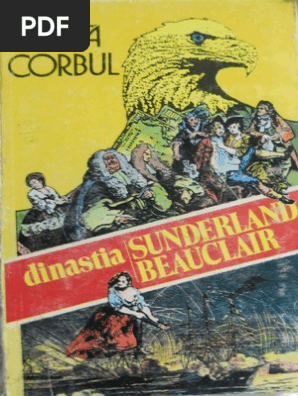 PDF
CORBUL
dinastia
SUNDERLAND
BEAUCLAIR